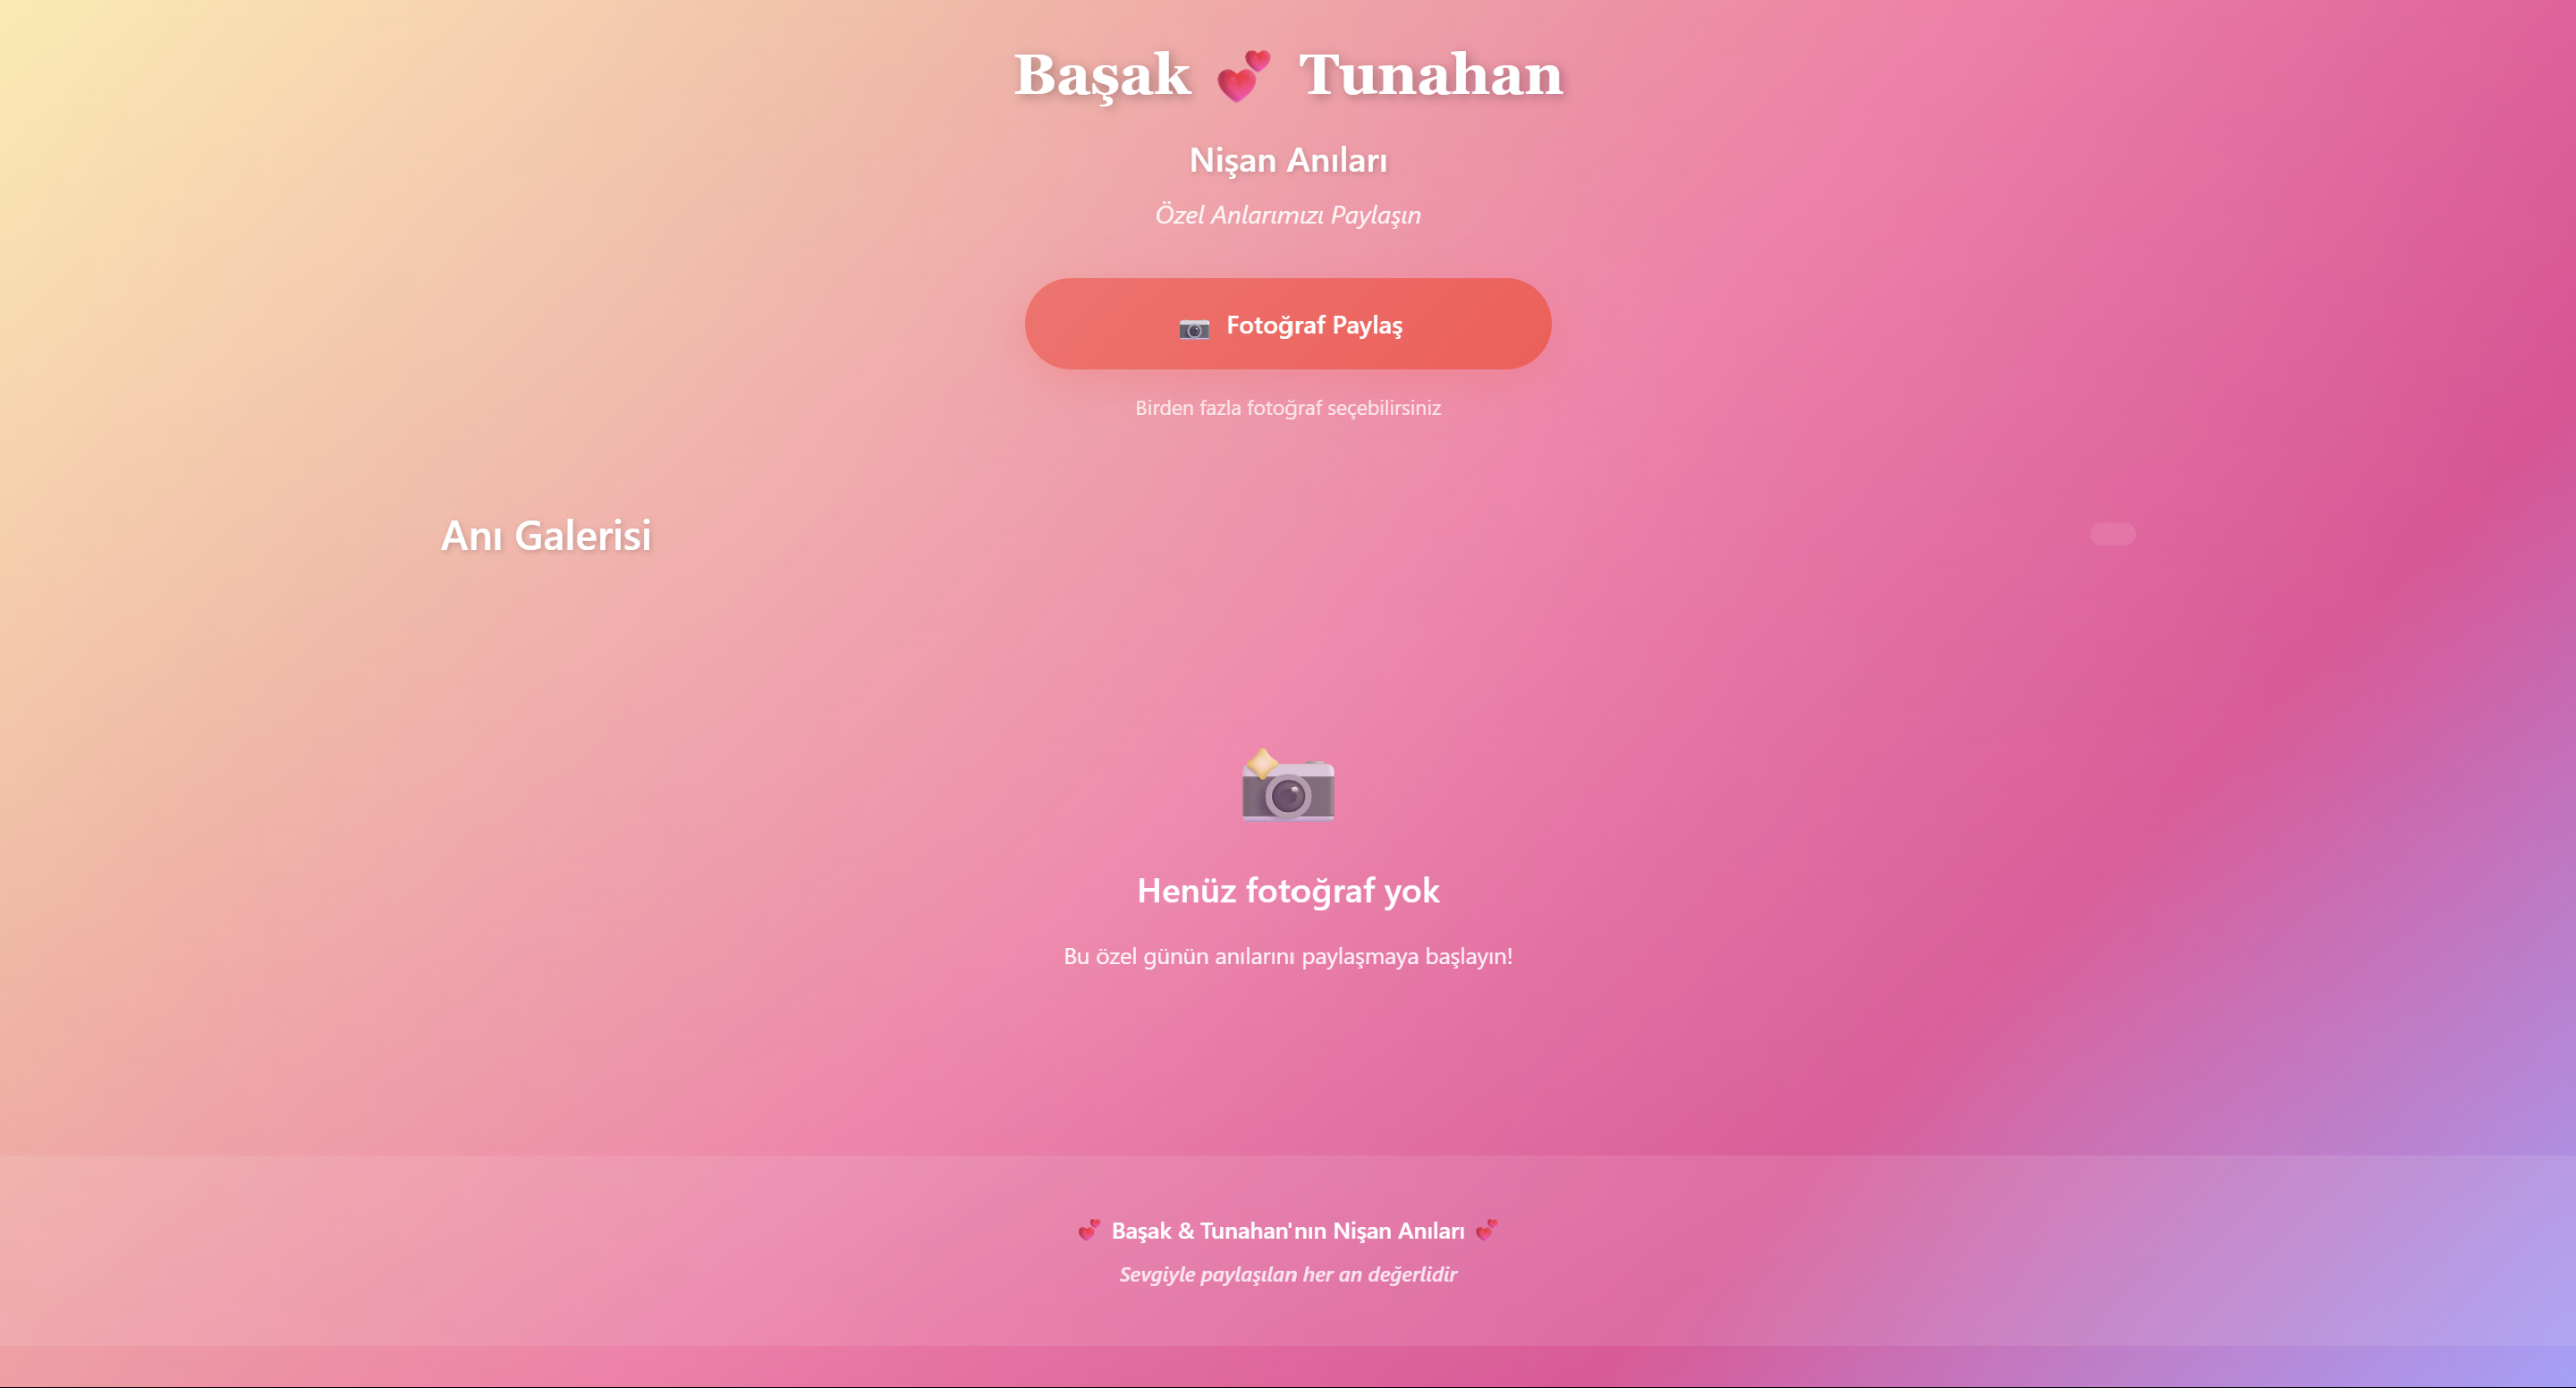 Başak 💕 Tunahan
Nişan Anıları
Özel Anlarımızı Paylaşın
📷 Fotoğraf Paylaş
Birden fazla fotoğraf seçebilirsiniz
Anı Galerisi
Henüz fotoğraf yok
Bu özel günün anılarını paylaşmaya başlayın!
💕 Başak & Tunahan'nın Nişan Anıları 💕
Sevgiyle paylaşılan her an değerlidir